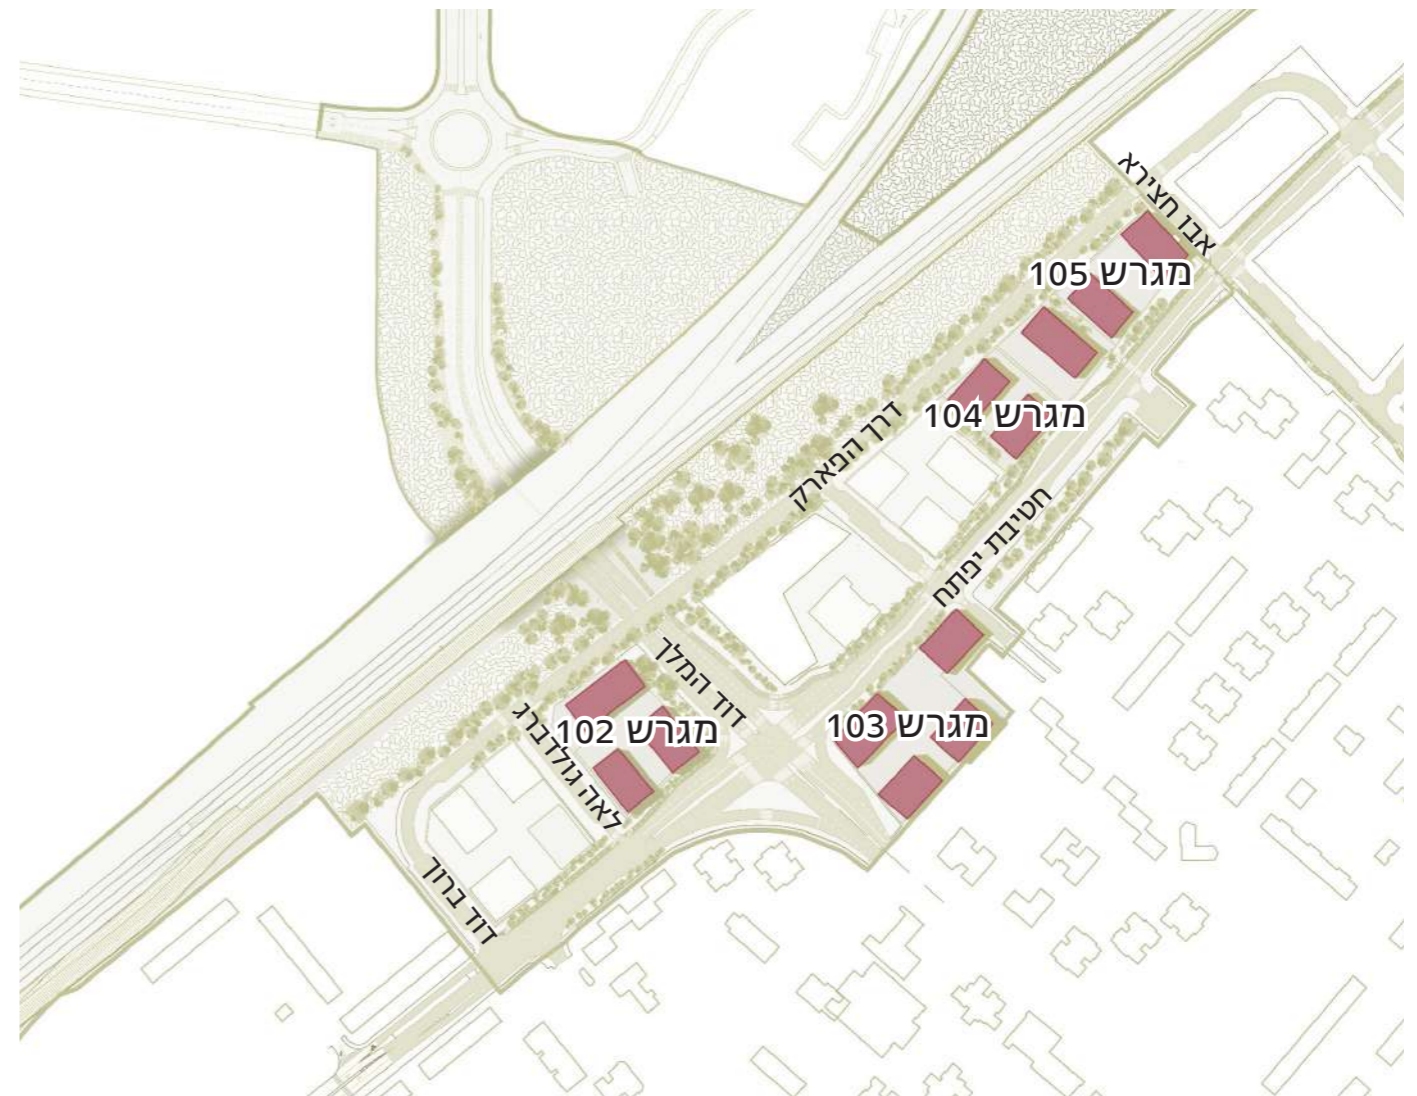 אבו חצירא
מגרש 105
מגרש 104
דרך הפארק
חטיבת יפתח
דוד המלך
מגרש 103
מגרש 102
לאה גולדברג
דוד ברוך